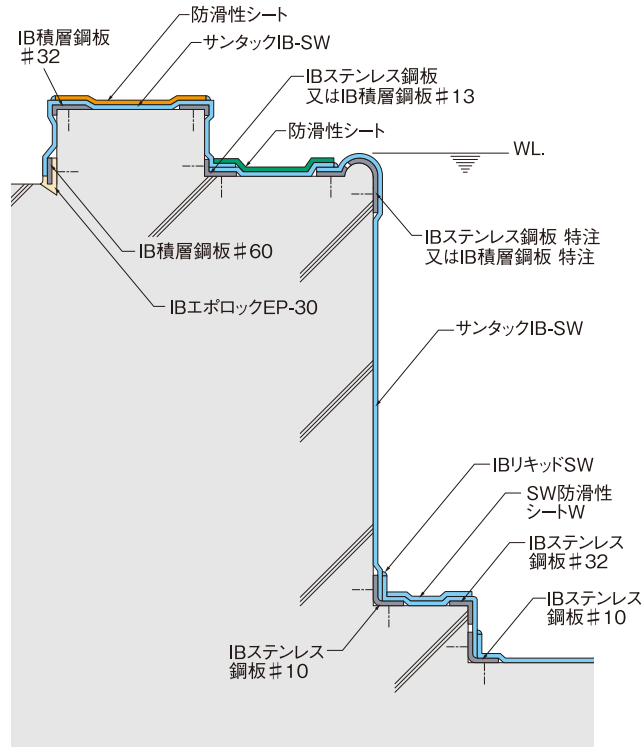 防滑性シート
IB積層鋼板
#32
サンタックIB-SW
IBステンレス鋼板
又はIB積層鋼板#13
防滑性シート
WL.
IBステンレス鋼板 特注
又はIB積層鋼板 特注
IB積層鋼板#60
IBエポロックEP-30
サンタックIB-SW
IBリキッドSW
SW防滑性
シートW
IBステンレス
鋼板#32
IBステンレス
鋼板#10
IBステンレス
鋼板#10